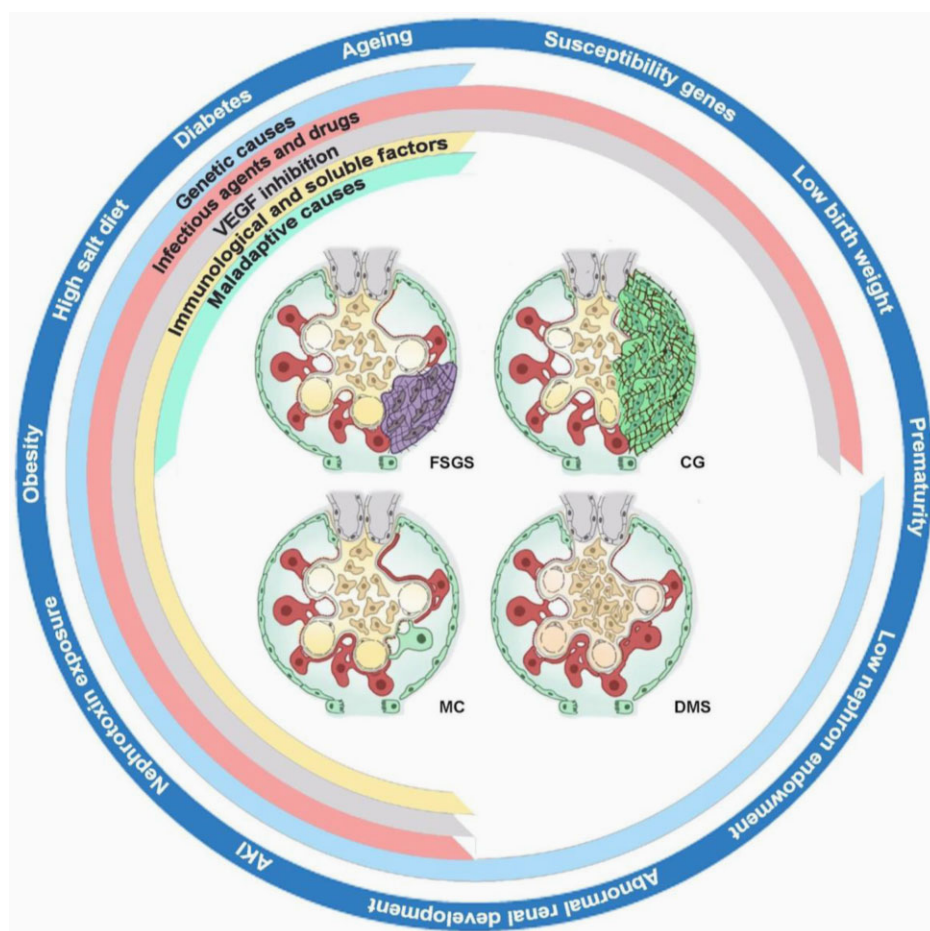 Ageing
Susceptibility genes
Low birth weight
Prematurity
Low nephron endowment
Abnormal renal development
AKI
Nephrotoxin exposure
Obesity
High salt diet
Diabetes
Genetic causes
Infectious agents and drugs
VEGF inhibition
Immunological and soluble factors
Maladaptive causes
FSGS
CG
MC
DMS